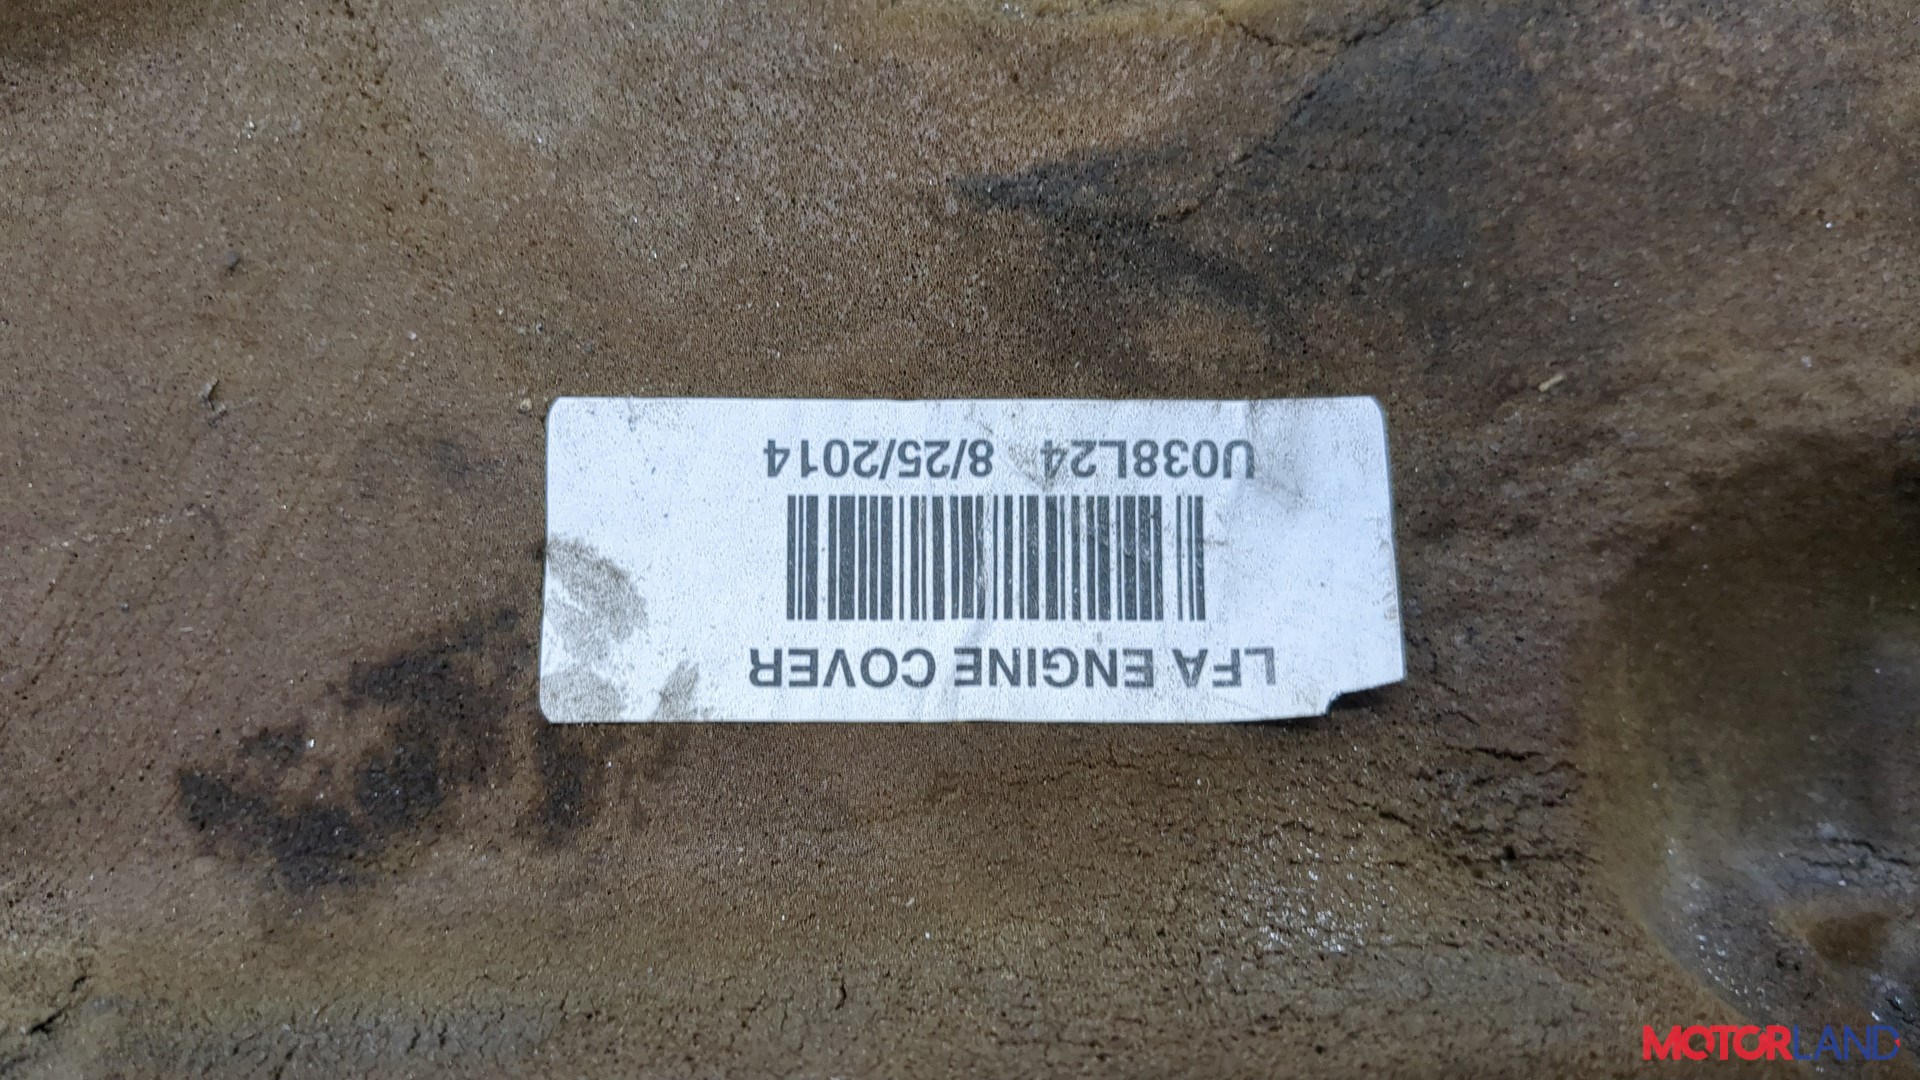 LFA ENGINE COVER
U038L24 8/25/2014
MOTORLAND